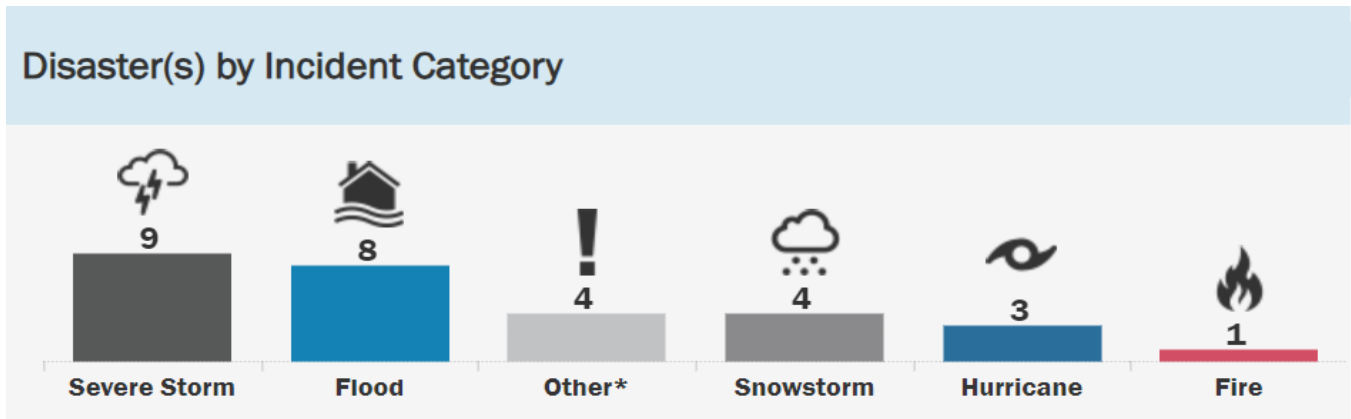 Disaster(s) by Incident Category
9
8
4
4
3
1
Severe Storm
Flood
Other*
Snowstorm
Hurricane
Fire